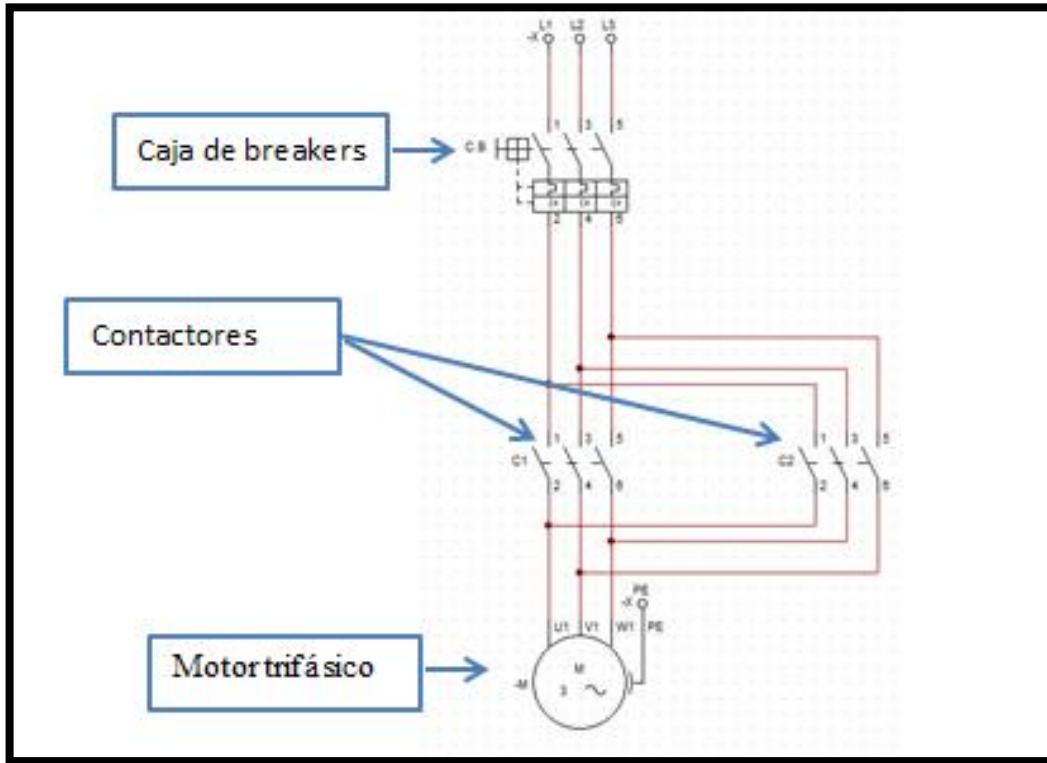 L1 L2 L3
-X
1 3 5
Caja de breakers
C B
2 4 6
Contactores
1 3 5
1 3 5
C1
C2
2 4 6
2 4 6
PE
-X
U1 V1 W1 PE
Motor trifásico
M
-M
3